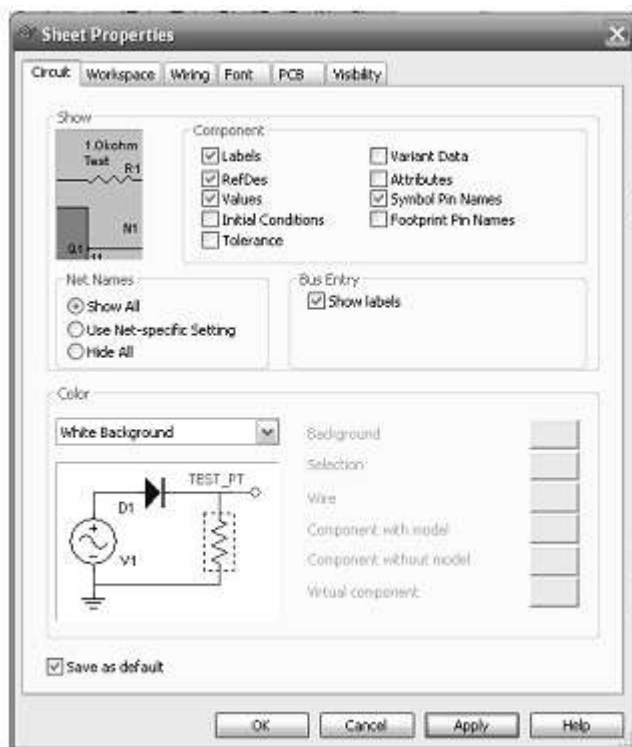 Sheet Properties
Circuit Workspace Wiring Font PCB Visibility
Show
1.0kohm
Test R1
N1
Component
Labels
RefDes
Values
Initial Conditions
Tolerance
Variant Data
Attributes
Symbol Pin Names
Footprint Pin Names
Net Names
Show All
Use Net-specific Setting
Hide All
Bus Entry
Show labels
Color
White Background
TEST_PT
D1
V1
Background
Selection
Wire
Component with model
Component without model
Virtual component
Save as default
OK Cancel Apply Help